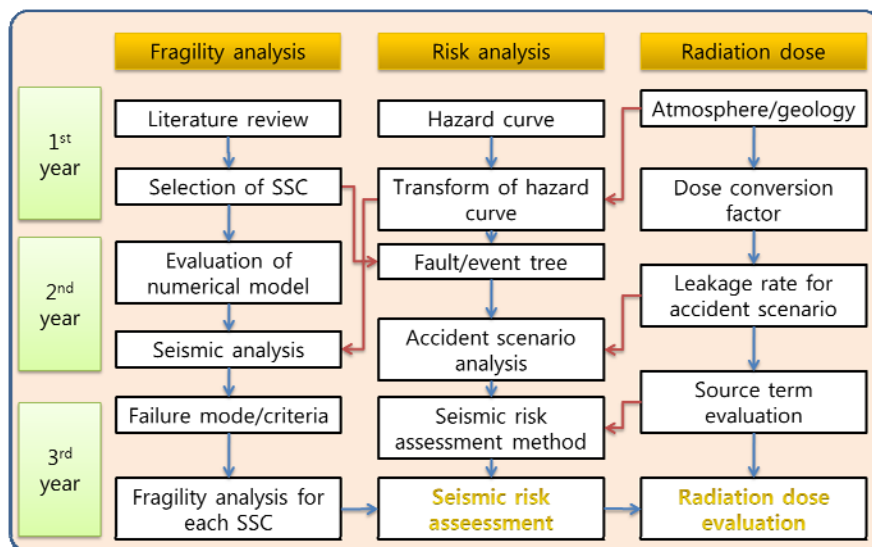 Fragility analysis
Risk analysis
Radiation dose
1st
year
Literature review
Hazard curve
Atmosphere/geology
Selection of SSC
Transform of hazard
curve
Dose conversion
factor
2nd
year
Evaluation of
numerical model
Fault/event tree
Leakage rate for
accident scenario
Seismic analysis
Accident scenario
analysis
3rd
year
Failure mode/criteria
Seismic risk
assessment method
Source term
evaluation
Fragility analysis for
each SSC
Seismic risk
asseessment
Radiation dose
evaluation